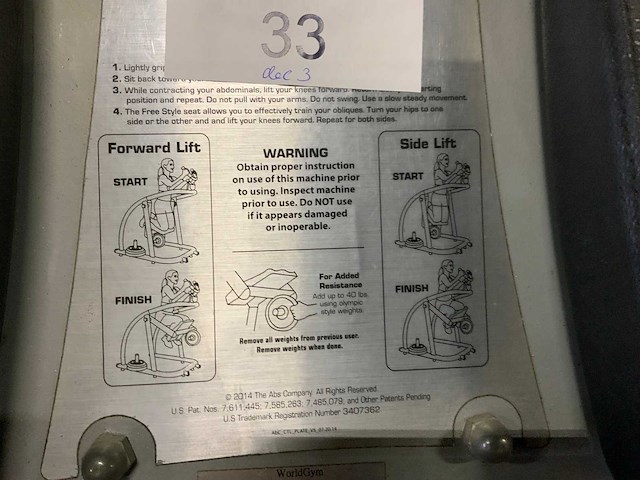 33
dec 3
1. Lightly grip
2. Sit back toward
3. While contracting your abdominals, lift your knees forward.
position and repeat. Do not pull with your arms. Do not swing. Use a slow steady movement.
4. The Free Style seat allows you to effectively train your obliques. Turn your hips to one
side or the other and and lift your knees forward. Repeat for both sides.
Forward Lift
START
FINISH
WARNING
Obtain proper instruction
on use of this machine prior
to using. Inspect machine
prior to use. Do NOT use
if it appears damaged
or inoperable.
For Added
Resistance
Add up to 40 lbs.
using olympic
style weights
Remove all weights from previous user.
Remove weights when done.
Side Lift
START
FINISH
© 2014 The Abs Company. All Rights Reserved.
U.S. Pat. Nos. 7,611,445; 7,585,263; 7,485,079; and Other Patents Pending
U.S Trademark Registration Number 3407362
WorldGym